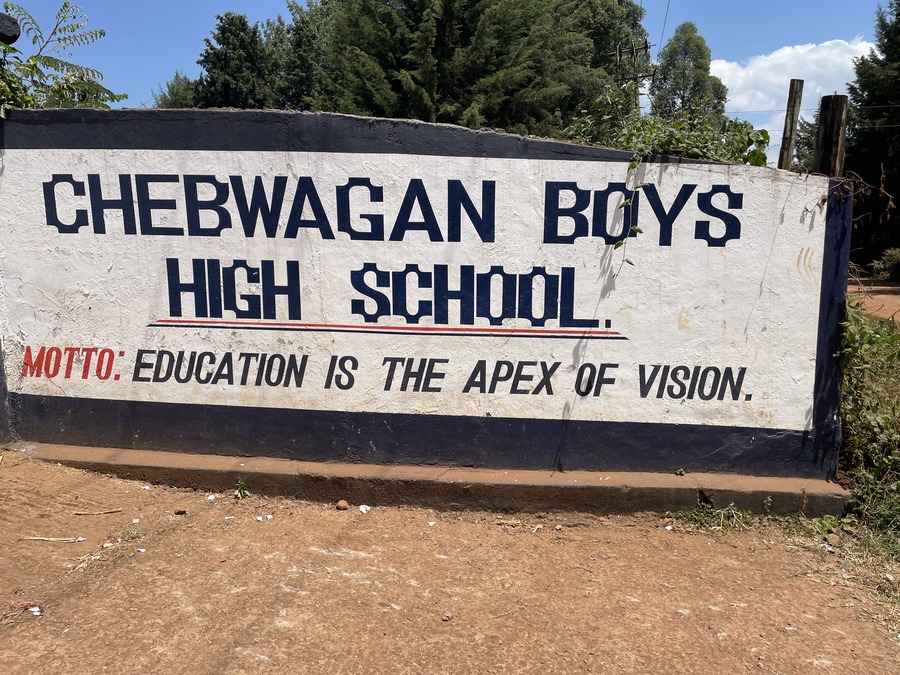 CHEBWAGAN BOYS
HIGH SCHOOL.
MOTTO: EDUCATION IS THE APEX OF VISION.